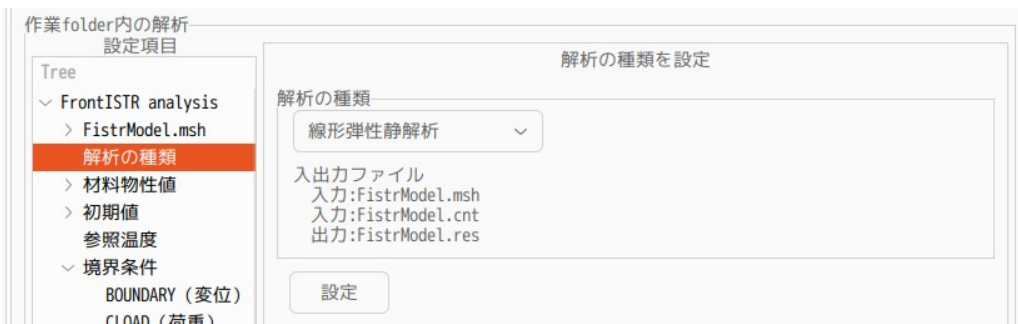 作業folder内の解析
設定項目
Tree
FrontISTR analysis
FistrModel.msh
解析の種類
材料物性値
初期値
参照温度
境界条件
BOUNDARY (変位)
CLOAD (荷重)
解析の種類を設定
解析の種類
線形弾性静解析
入出力ファイル
入力:FistrModel.msh
入力:FistrModel.cnt
出力:FistrModel.res
設定